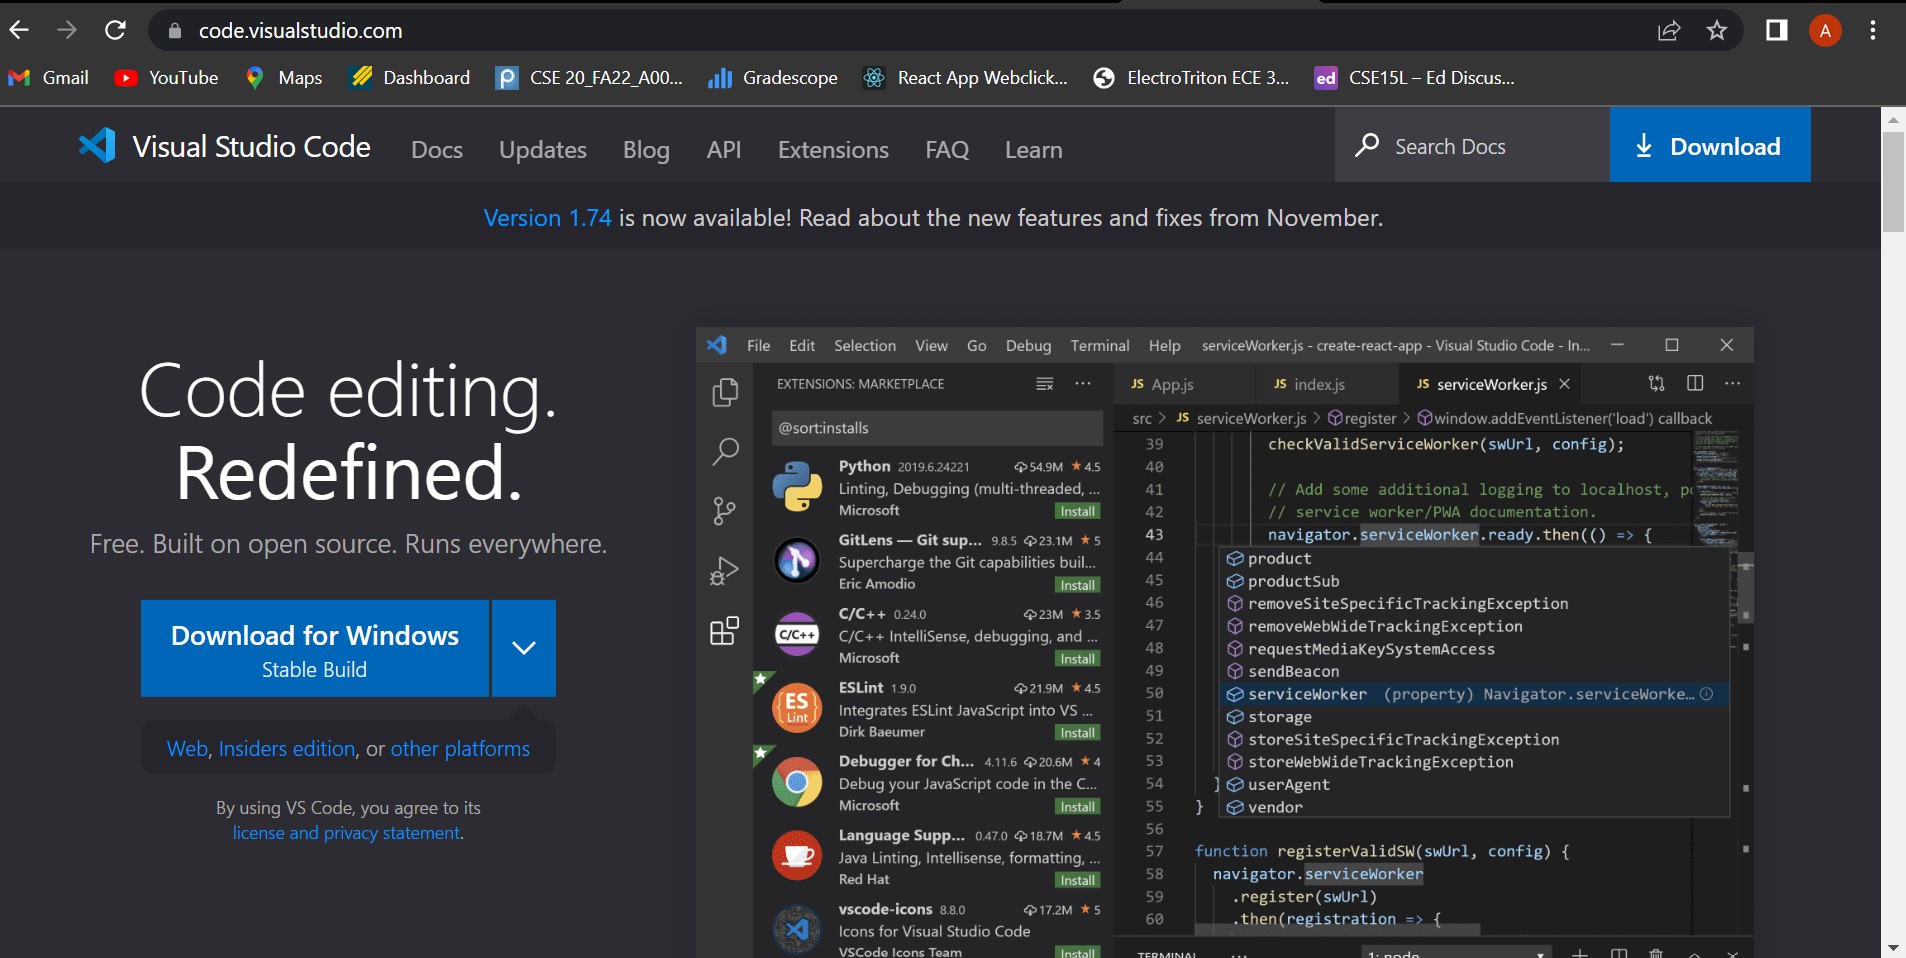 code.visualstudio.com
A
Gmail YouTube Maps Dashboard CSE 20_FA22_A00... Gradescope React App Webclick... ElectroTriton ECE 3... ed CSE15L – Ed Discus...
Visual Studio Code Docs Updates Blog API Extensions FAQ Learn Search Docs Download
Version 1.74 is now available! Read about the new features and fixes from November.
Code editing.
Redefined.
Free. Built on open source. Runs everywhere.
Download for Windows
Stable Build
Web, Insiders edition, or other platforms
By using VS Code, you agree to its
license and privacy statement.
File Edit Selection View Go Debug Terminal Help serviceWorker.js - create-react-app - Visual Studio Code - In...
EXTENSIONS: MARKETPLACE
@sort:installs
Python 2019.6.24221 54.9M ★ 4.5
Linting, Debugging (multi-threaded, ...
Microsoft Install
GitLens — Git sup... 9.8.5 23.1M ★ 5
Supercharge the Git capabilities buil...
Eric Amodio Install
C/C++
C/C++ 0.24.0 23M ★ 3.5
C/C++ IntelliSense, debugging, and ...
Microsoft Install
ES
Lint
ESLint 1.9.0 21.9M ★ 4.5
Integrates ESLint JavaScript into VS ...
Dirk Baeumer Install
Debugger for Ch... 4.11.6 20.6M ★ 4
Debug your JavaScript code in the C...
Microsoft Install
Language Supp... 0.47.0 18.7M ★ 4.5
Java Linting, Intellisense, formatting, ...
Red Hat Install
vscode-icons 8.8.0 17.2M ★ 5
Icons for Visual Studio Code
VSCode Icons Team Install
JS App.js JS index.js JS serviceWorker.js
src > JS serviceWorker.js > register > window.addEventListener('load') callback
39 checkValidServiceWorker(swUrl, config);
40
41 // Add some additional logging to localhost, po
42 // service worker/PWA documentation.
43 navigator.serviceWorker.ready.then(() => {
44 product
45 productSub
46 removeSiteSpecificTrackingException
47 removeWebWideTrackingException
48 requestMediaKeySystemAccess
49 sendBeacon
50 serviceWorker (property) Navigator.serviceWorke...
51 storage
52 storeSiteSpecificTrackingException
53 storeWebWideTrackingException
54 } userAgent
55 } vendor
56
57 function registerValidSW(swUrl, config) {
58 navigator.serviceWorker
59 .register(swUrl)
60 .then(registration => {
TERMINAL ... 1: node